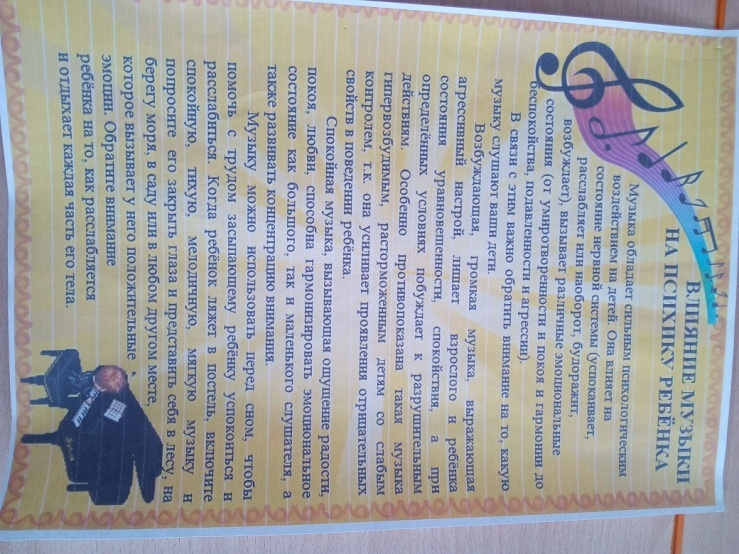 ВЛИЯНИЕ МУЗЫКИ
НА ПСИХИКУ РЕБЁНКА
Музыка обладает сильным психологическим
воздействием на детей. Она влияет на
состояние нервной системы (успокаивает,
расслабляет или наоборот, будоражит,
возбуждает), вызывает различные эмоциональные
состояния (от умиротворенности и покоя и гармонии до
беспокойства, подавленности и агрессии).
В связи с этим важно обратить внимание на то, какую
музыку слушают ваши дети.
Возбуждающая, громкая музыка, выражающая
агрессивный настрой, лишает взрослого и ребёнка
состояния уравновешенности, спокойствия, а при
определённых условиях побуждает к разрушительным
действиям. Особенно противопоказана такая музыка
гипервозбудимым, расторможенным детям со слабым
контролем, т.к. она усиливает проявления отрицательных
свойств в поведении ребёнка.
Спокойная музыка, вызывающая ощущение радости,
покоя, любви, способна гармонизировать эмоциональное
состояние как большого, так и маленького слушателя, а
также развивать концентрацию внимания.
Музыку можно использовать перед сном, чтобы
помочь с трудом засыпающему ребёнку успокоиться и
расслабиться. Когда ребёнок ляжет в постель, включите
спокойную, тихую, мелодичную, мягкую музыку и
попросите его закрыть глаза и представить себя в лесу, на
берегу моря, в саду или в любом другом месте,
которое вызывает у него положительные
эмоции. Обратите внимание
ребёнка на то, как расслабляется
и отдыхает каждая часть его тела.